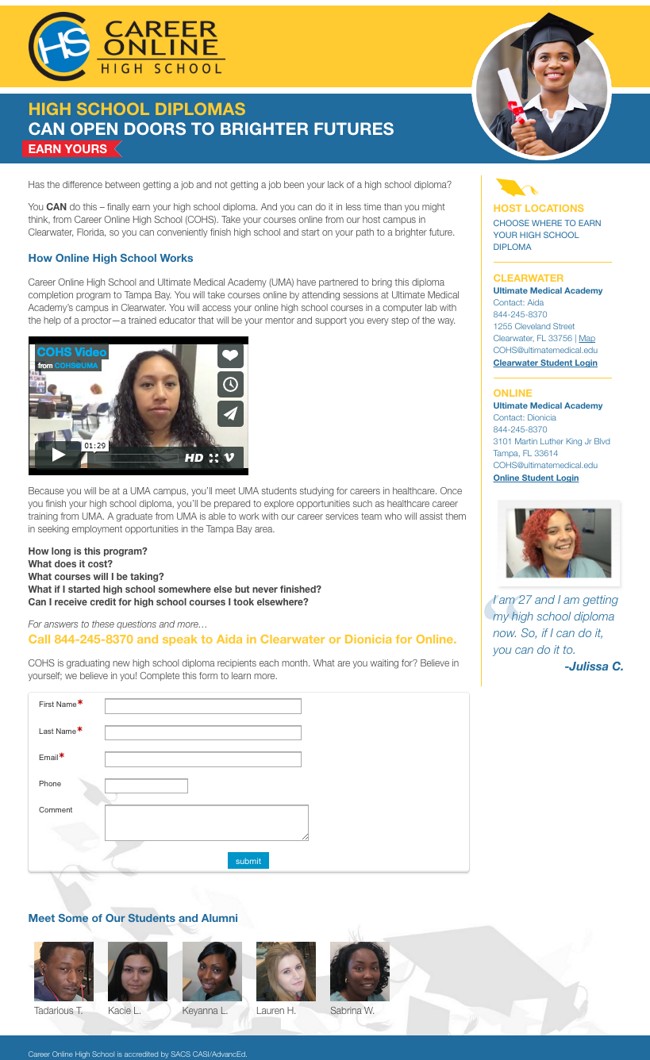 CHS
CAREER
ONLINE
HIGH SCHOOL
HIGH SCHOOL DIPLOMAS
CAN OPEN DOORS TO BRIGHTER FUTURES
EARN YOURS
Has the difference between getting a job and not getting a job been your lack of a high school diploma?
You CAN do this – finally earn your high school diploma. And you can do it in less time than you might
think, from Career Online High School (COHS). Take your courses online from our host campus in
Clearwater, Florida, so you can conveniently finish high school and start on your path to a brighter future.
How Online High School Works
Career Online High School and Ultimate Medical Academy (UMA) have partnered to bring this diploma
completion program to Tampa Bay. You will take courses online by attending sessions at Ultimate Medical
Academy's campus in Clearwater. You will access your online high school courses in a computer lab with
the help of a proctor—a trained educator that will be your mentor and support you every step of the way.
COHS Video
from COHS@UMA
01:29
HD
Because you will be at a UMA campus, you'll meet UMA students studying for careers in healthcare. Once
you finish your high school diploma, you'll be prepared to explore opportunities such as healthcare career
training from UMA. A graduate from UMA is able to work with our career services team who will assist them
in seeking employment opportunities in the Tampa Bay area.
How long is this program?
What does it cost?
What courses will I be taking?
What if I started high school somewhere else but never finished?
Can I receive credit for high school courses I took elsewhere?
For answers to these questions and more…
Call 844-245-8370 and speak to Aida in Clearwater or Dionicia for Online.
COHS is graduating new high school diploma recipients each month. What are you waiting for? Believe in
yourself; we believe in you! Complete this form to learn more.
First Name*
Last Name*
Email*
Phone
Comment
submit
HOST LOCATIONS
CHOOSE WHERE TO EARN
YOUR HIGH SCHOOL
DIPLOMA
CLEARWATER
Ultimate Medical Academy
Contact: Aida
844-245-8370
1255 Cleveland Street
Clearwater, FL 33756 | Map
COHS@ultimatemedical.edu
Clearwater Student Login
ONLINE
Ultimate Medical Academy
Contact: Dionicia
844-245-8370
3101 Martin Luther King Jr Blvd
Tampa, FL 33614
COHS@ultimatemedical.edu
Online Student Login
“I am 27 and I am getting
my high school diploma
now. So, if I can do it,
you can do it to.
-Julissa C.
Meet Some of Our Students and Alumni
Tadarious T.
Kacie L.
Keyanna L.
Lauren H.
Sabrina W.
Career Online High School is accredited by SACS CASI/AdvancEd.